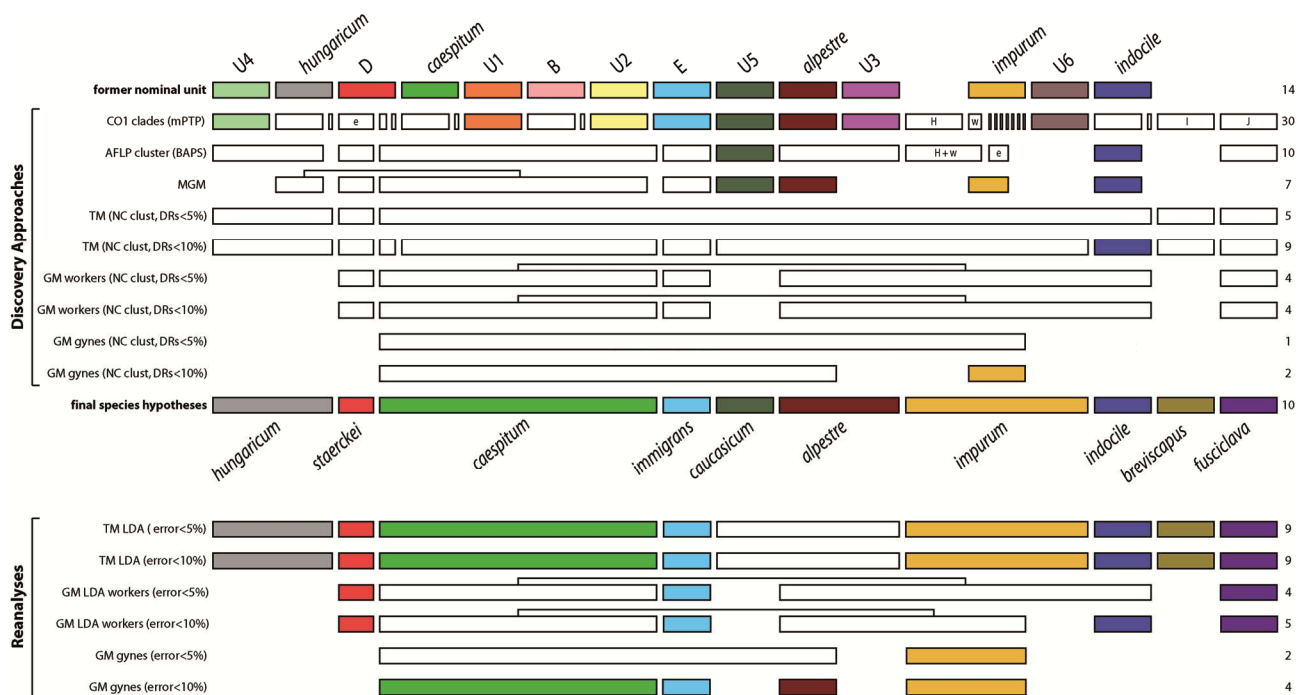 U4 hungaricum D caespitum U1 B U2 E U5 alpestre U3 impurum U6 indocile
former nominal unit 14
CO1 clades (mPTP) e H w I J 30
AFLP cluster (BAPS) H + w e 10
MGM 7
TM (NC clust, DRs<5%) 5
TM (NC clust, DRs<10%) 9
GM workers (NC clust, DRs<5%) 4
GM workers (NC clust, DRs<10%) 4
GM gynes (NC clust, DRs<5%) 1
GM gynes (NC clust, DRs<10%) 2
Discovery Approaches
final species hypotheses 10
hungaricum staerckei caespitum immigrans caucasicum alpestre impurum indocile breviscapus fusciclava
TM LDA ( error<5%) 9
TM LDA (error<10%) 9
GM LDA workers (error<5%) 4
GM LDA workers (error<10%) 5
GM gynes (error<5%) 2
GM gynes (error<10%) 4
Reanalyses